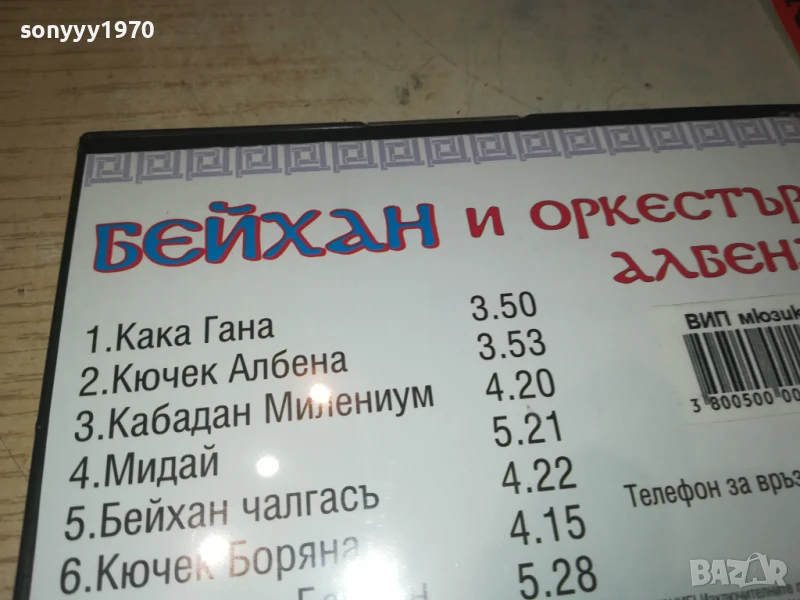 sonyyy1970
БЕЙХАН И ОРКЕСТЪР
АЛБЕНА
1.Кака Гана 3.50
2.Кючек Албена 3.53
3.Кабадан Милениум 4.20
4.Мидай 5.21
5.Бейхан чалгасъ 4.22
6.Кючек Боряна 4.15
5.28
ВИП мюзик
3 800500 00
Телефон за връз
BAZAR